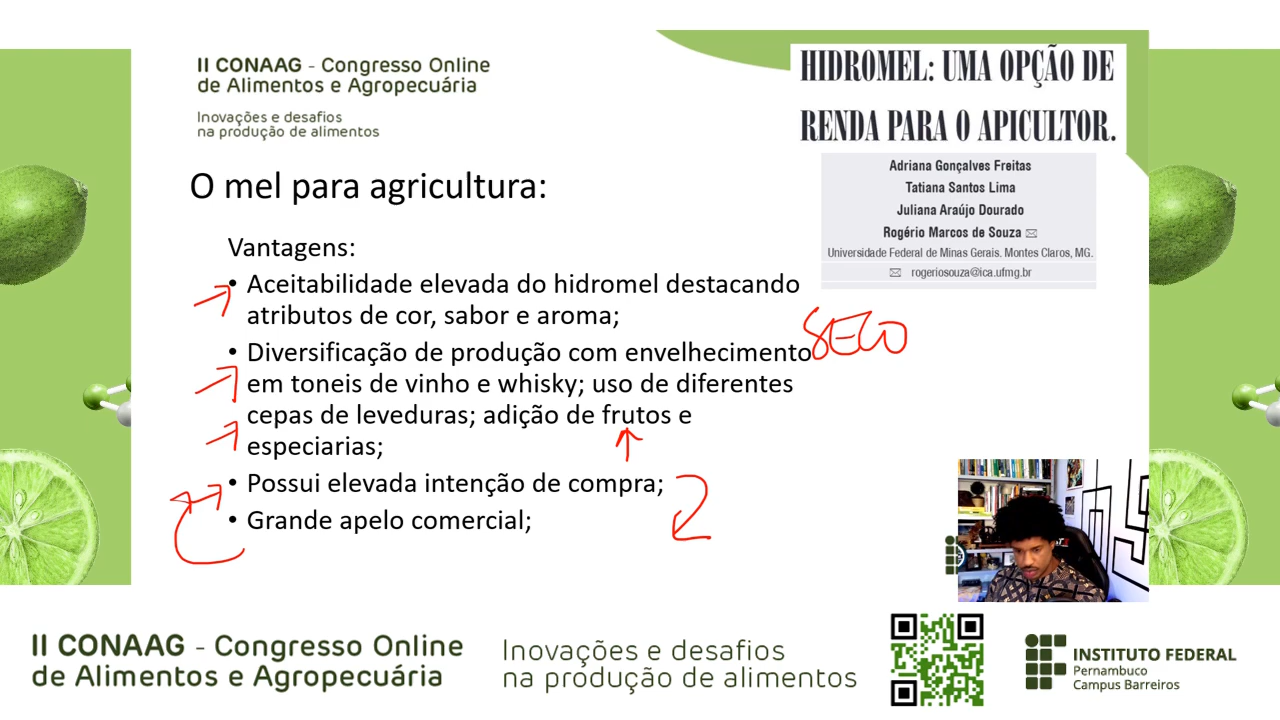 II CONAAG - Congresso Online
de Alimentos e Agropecuária
Inovações e desafios
na produção de alimentos
HIDROMEL: UMA OPÇÃO DE
RENDA PARA O APICULTOR.
Adriana Gonçalves Freitas
Tatiana Santos Lima
Juliana Araújo Dourado
Rogério Marcos de Souza
Universidade Federal de Minas Gerais. Montes Claros, MG.
rogeriosouza@ica.ufmg.br
O mel para agricultura:
Vantagens:
• Aceitabilidade elevada do hidromel destacando
atributos de cor, sabor e aroma;
• Diversificação de produção com envelhecimento
em toneis de vinho e whisky; uso de diferentes
cepas de leveduras; adição de frutos e
especiarias;
• Possui elevada intenção de compra;
• Grande apelo comercial;
SECO
II CONAAG - Congresso Online
de Alimentos e Agropecuária
Inovações e desafios
na produção de alimentos
INSTITUTO FEDERAL
Pernambuco
Campus Barreiros